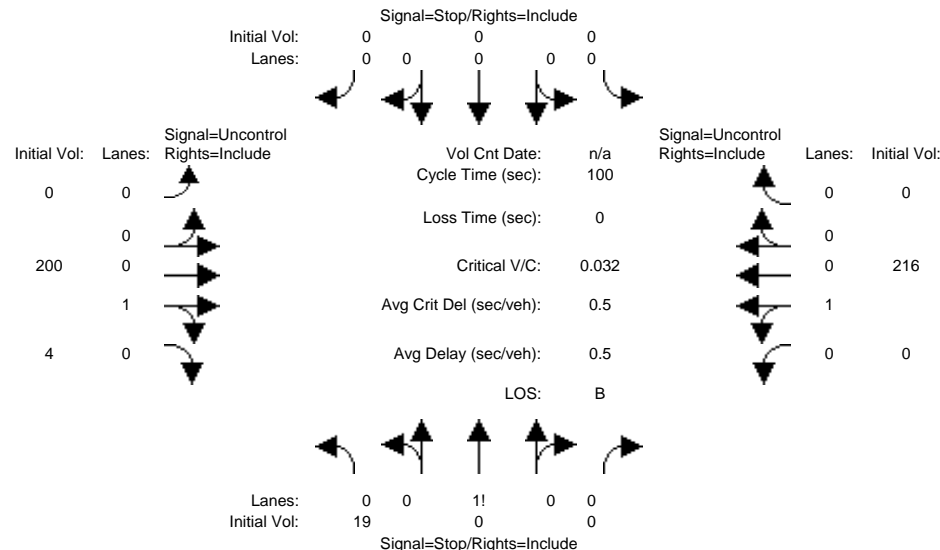 Signal=Stop/Rights=Include
Initial Vol: 0 0 0
Lanes: 0 0 0 0 0
Signal=Uncontrol Signal=Uncontrol
Initial Vol: Lanes: Rights=Include Vol Cnt Date: n/a Rights=Include Lanes: Initial Vol:
Cycle Time (sec): 100
0 0 0 0
Loss Time (sec): 0
0 0
200 0 Critical V/C: 0.032 0 216
1 Avg Crit Del (sec/veh): 0.5 1
4 0 Avg Delay (sec/veh): 0.5 0 0
LOS: B
Lanes: 0 0 1! 0 0
Initial Vol: 19 0 0
Signal=Stop/Rights=Include